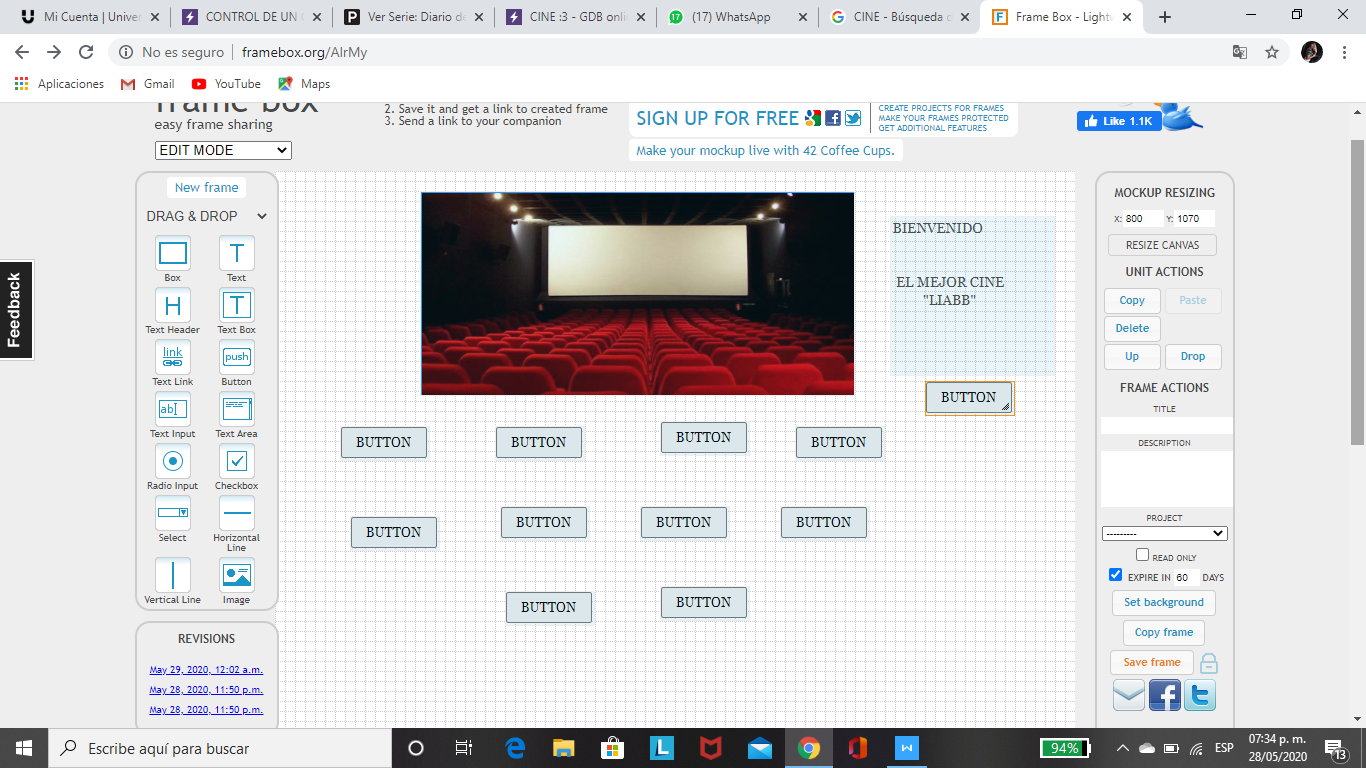 Mi Cuenta | Univer
CONTROL DE UN
Ver Serie: Diario de
CINE :3 - GDB onli
(17) WhatsApp
CINE - Búsqueda d
Frame Box - Lightw
No es seguro
framebox.org/AlrMy
Aplicaciones
Gmail
YouTube
Maps
frame box
easy frame sharing
2. Save it and get a link to created frame
3. Send a link to your companion
SIGN UP FOR FREE
CREATE PROJECTS FOR FRAMES
MAKE YOUR FRAMES PROTECTED
GET ADDITIONAL FEATURES
Make your mockup live with 42 Coffee Cups.
Like 1.1K
EDIT MODE
Feedback
New frame
DRAG & DROP
Box
Text
H
Text Header
T
Text Box
link
Text Link
push
Button
ab
Text Input
Text Area
Radio Input
Checkbox
Select
Horizontal
Line
Vertical Line
Image
REVISIONS
May 29, 2020, 12:02 a.m.
May 28, 2020, 11:50 p.m.
May 28, 2020, 11:50 p.m.
BIENVENIDO
EL MEJOR CINE
"LIABB"
BUTTON
BUTTON
BUTTON
BUTTON
BUTTON
BUTTON
BUTTON
BUTTON
BUTTON
BUTTON
BUTTON
MOCKUP RESIZING
X: 800 Y: 1070
RESIZE CANVAS
UNIT ACTIONS
Copy
Paste
Delete
Up
Drop
FRAME ACTIONS
TITLE
DESCRIPTION
PROJECT
---------
READ ONLY
EXPIRE IN 60 DAYS
Set background
Copy frame
Save frame
Escribe aquí para buscar
94%
ESP
07:34 p. m.
28/05/2020
13